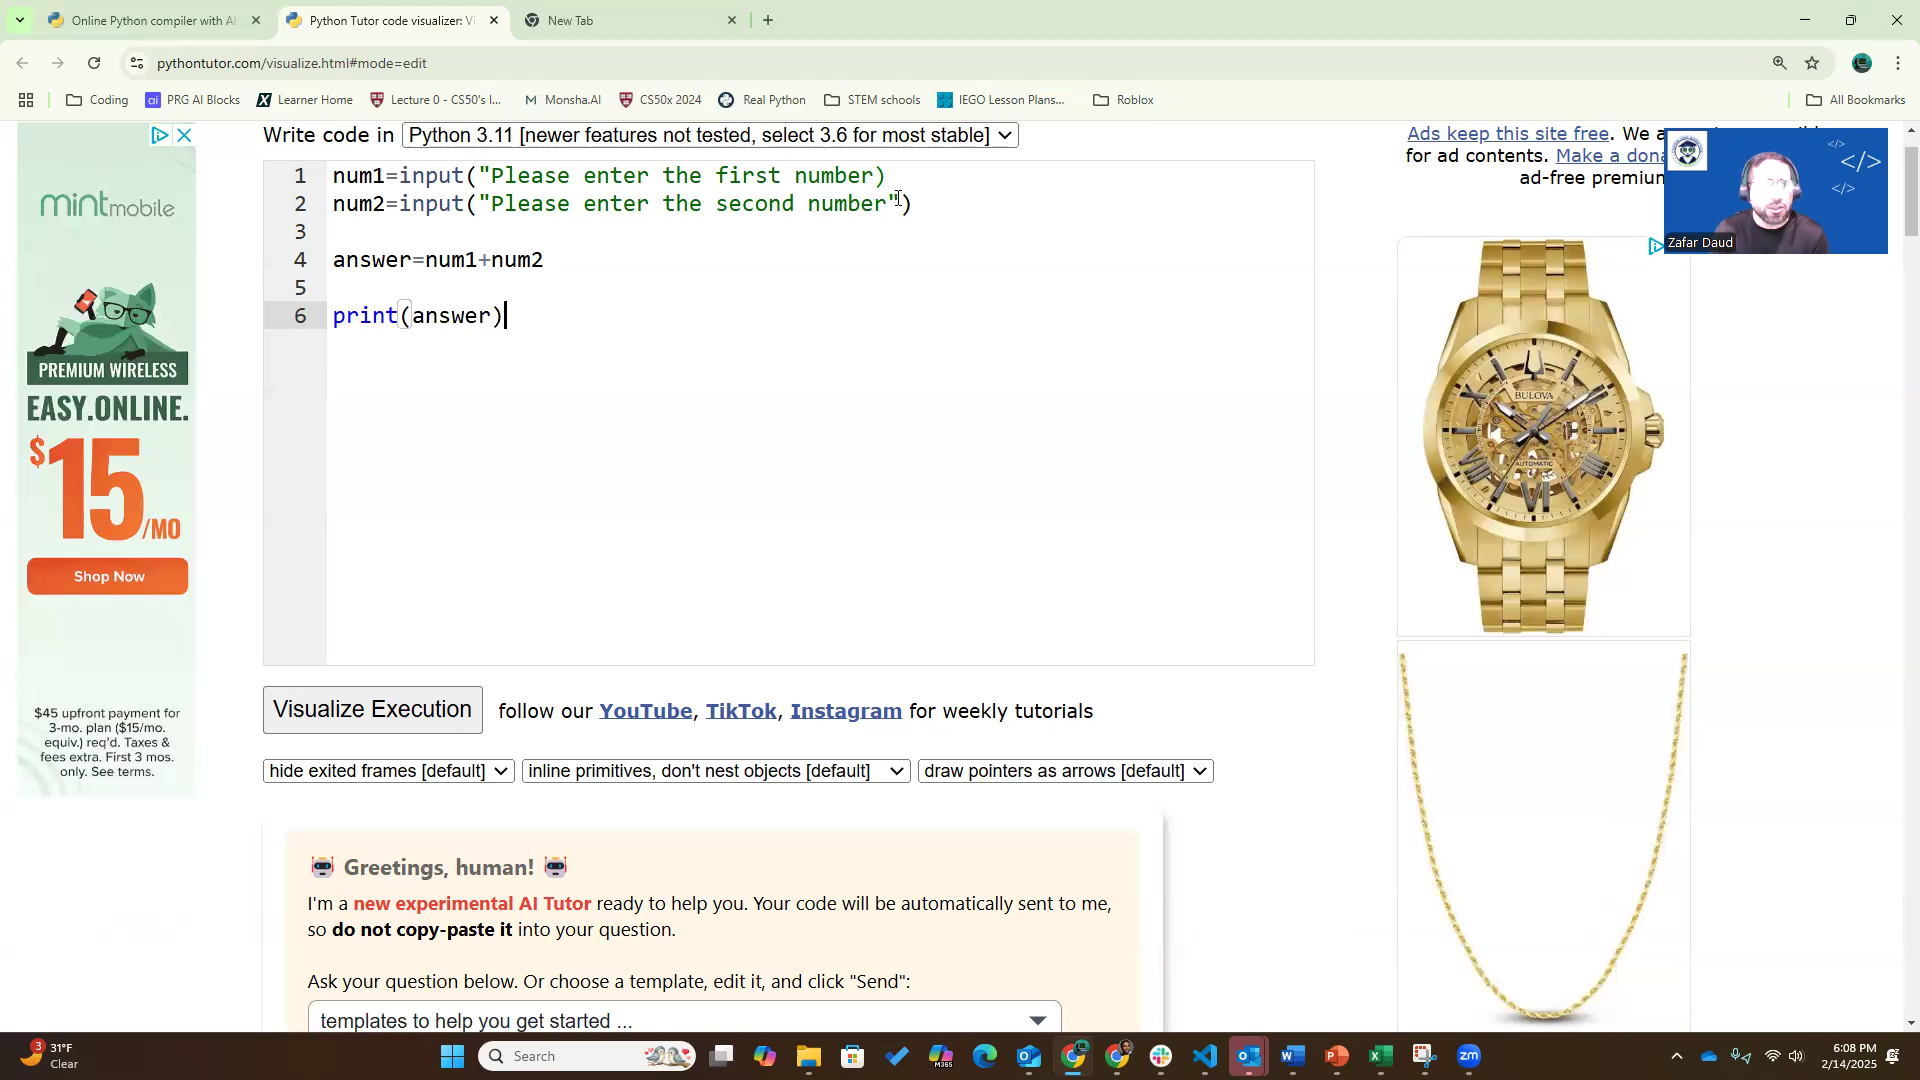 Online Python compiler with AI
Python Tutor code visualizer: Vi
New Tab
pythontutor.com/visualize.html#mode=edit
Coding
PRG AI Blocks
Learner Home
Lecture 0 - CS50's I...
Monsha.AI
CS50x 2024
Real Python
STEM schools
IEGO Lesson Plans...
Roblox
All Bookmarks
Write code in Python 3.11 [newer features not tested, select 3.6 for most stable]
1 num1=input("Please enter the first number)
2 num2=input("Please enter the second number")
3
4 answer=num1+num2
5
6 print(answer)
Ads keep this site free. We a
for ad contents. Make a dona
ad-free premium
Zafar Daud
mint mobile
PREMIUM WIRELESS
EASY.ONLINE.
$15/MO
Shop Now
$45 upfront payment for
3-mo. plan ($15/mo.
equiv.) req'd. Taxes &
fees extra. First 3 mos.
only. See terms.
BULOVA
AUTOMATIC
Visualize Execution follow our YouTube, TikTok, Instagram for weekly tutorials
hide exited frames [default] inline primitives, don't nest objects [default] draw pointers as arrows [default]
Greetings, human!
I'm a new experimental AI Tutor ready to help you. Your code will be automatically sent to me,
so do not copy-paste it into your question.
Ask your question below. Or choose a template, edit it, and click "Send":
templates to help you get started ...
3
31°F
Clear
Search
6:08 PM
2/14/2025